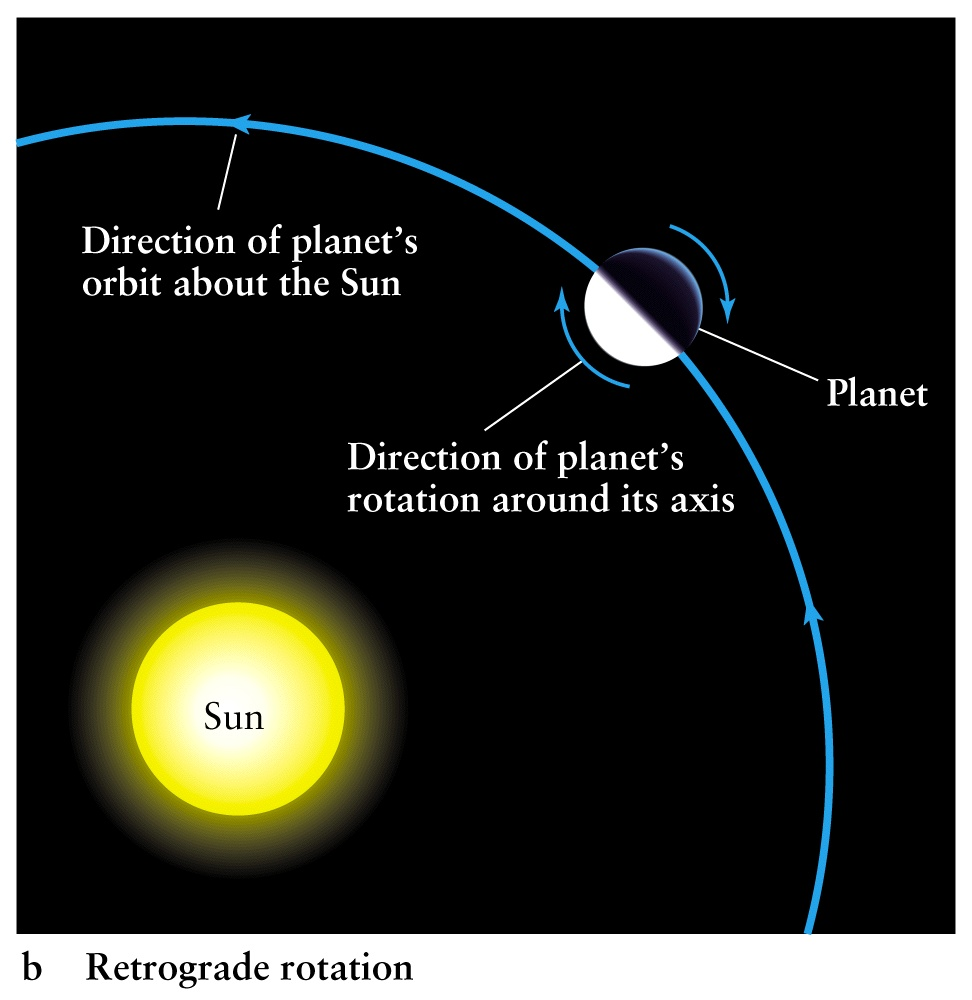 Direction of planet’s
orbit about the Sun
Planet
Direction of planet’s
rotation around its axis
Sun
b Retrograde rotation